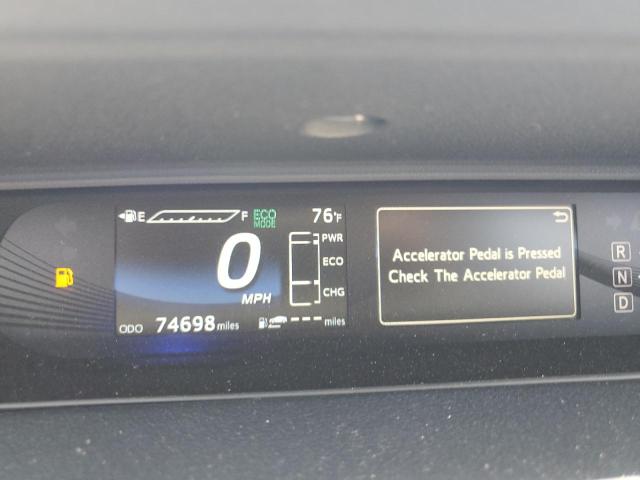 E F ECO MODE 76°F
0 MPH
PWR
ECO
CHG
ODO 74698 miles --- miles
Accelerator Pedal is Pressed
Check The Accelerator Pedal
R
N
D